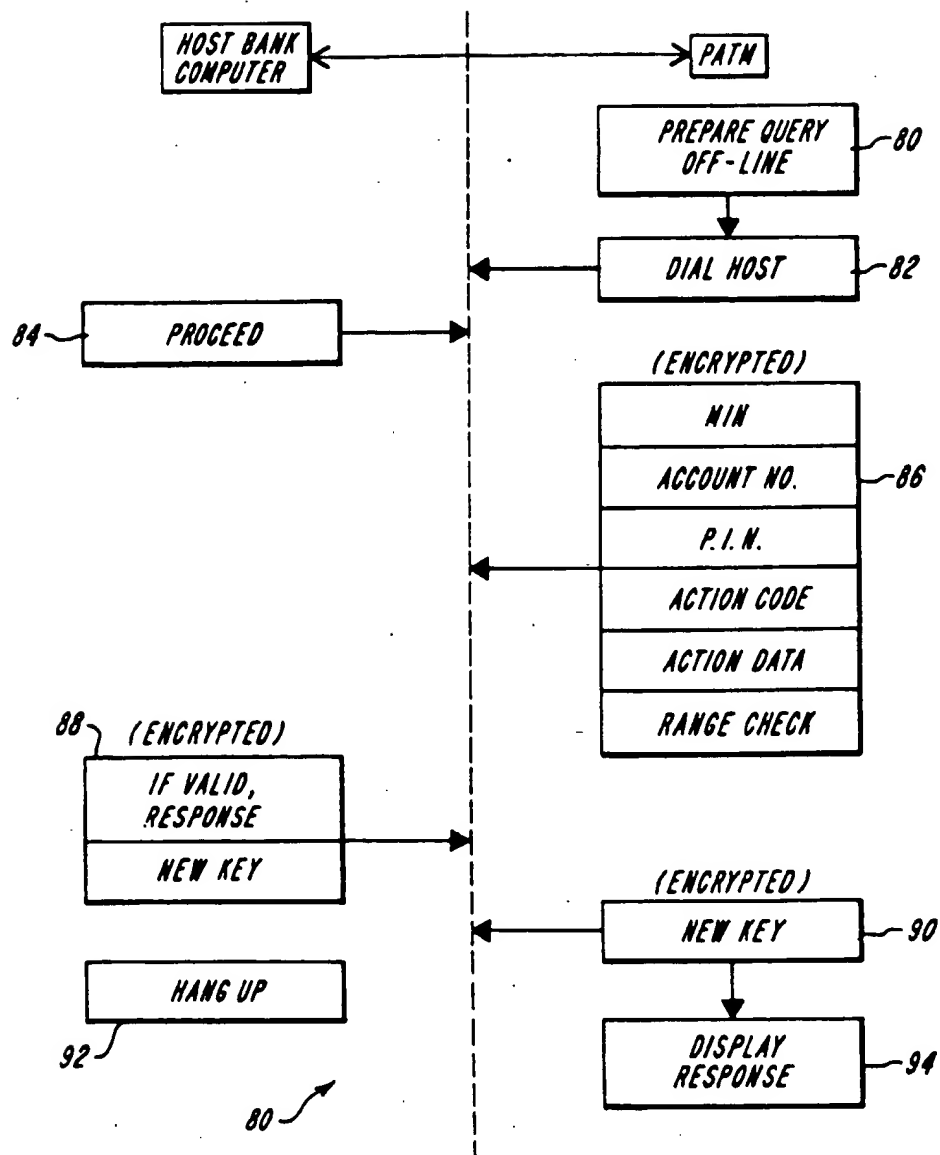 HOST BANK
COMPUTER
PATM
PREPARE QUERY
OFF-LINE
80
DIAL HOST
82
84
PROCEED
(ENCRYPTED)
MIN
ACCOUNT NO.
86
P.I.N.
ACTION CODE
ACTION DATA
RANGE CHECK
88
(ENCRYPTED)
IF VALID,
RESPONSE
NEW KEY
(ENCRYPTED)
NEW KEY
90
HANG UP
92
DISPLAY
RESPONSE
94
80